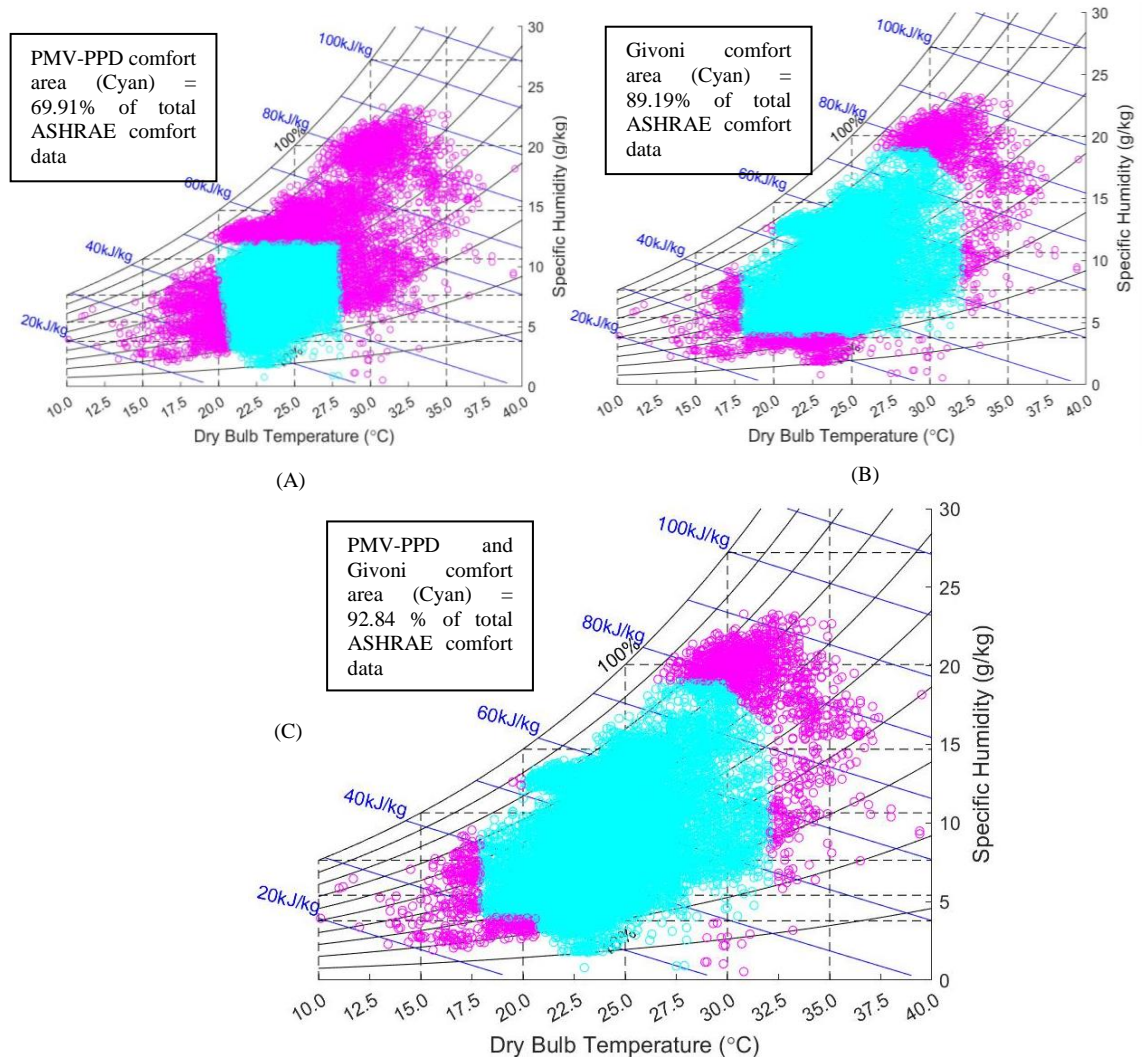 PMV-PPD comfort
area (Cyan) =
69.91% of total
ASHRAE comfort
data
100kJ/kg
80kJ/kg
100%
60kJ/kg
40kJ/kg
20kJ/kg
30
25
20
15
10
5
0
Specific Humidity (g/kg)
10.0 12.5 15.0 17.5 20.0 22.5 25.0 27.5 30.0 32.5 35.0 37.5 40.0
Dry Bulb Temperature (°C)
(A)
Givoni comfort
area (Cyan) =
89.19% of total
ASHRAE comfort
data
100kJ/kg
80kJ/kg
100%
60kJ/kg
40kJ/kg
20kJ/kg
30
25
20
15
10
5
0
Specific Humidity (g/kg)
10.0 12.5 15.0 17.5 20.0 22.5 25.0 27.5 30.0 32.5 35.0 37.5 40.0
Dry Bulb Temperature (°C)
(B)
PMV-PPD and
Givoni comfort
area (Cyan) =
92.84 % of total
ASHRAE comfort
data
(C)
100kJ/kg
80kJ/kg
100%
60kJ/kg
40kJ/kg
20kJ/kg
30
25
20
15
10
5
0
Specific Humidity (g/kg)
10.0 12.5 15.0 17.5 20.0 22.5 25.0 27.5 30.0 32.5 35.0 37.5 40.0
Dry Bulb Temperature (°C)